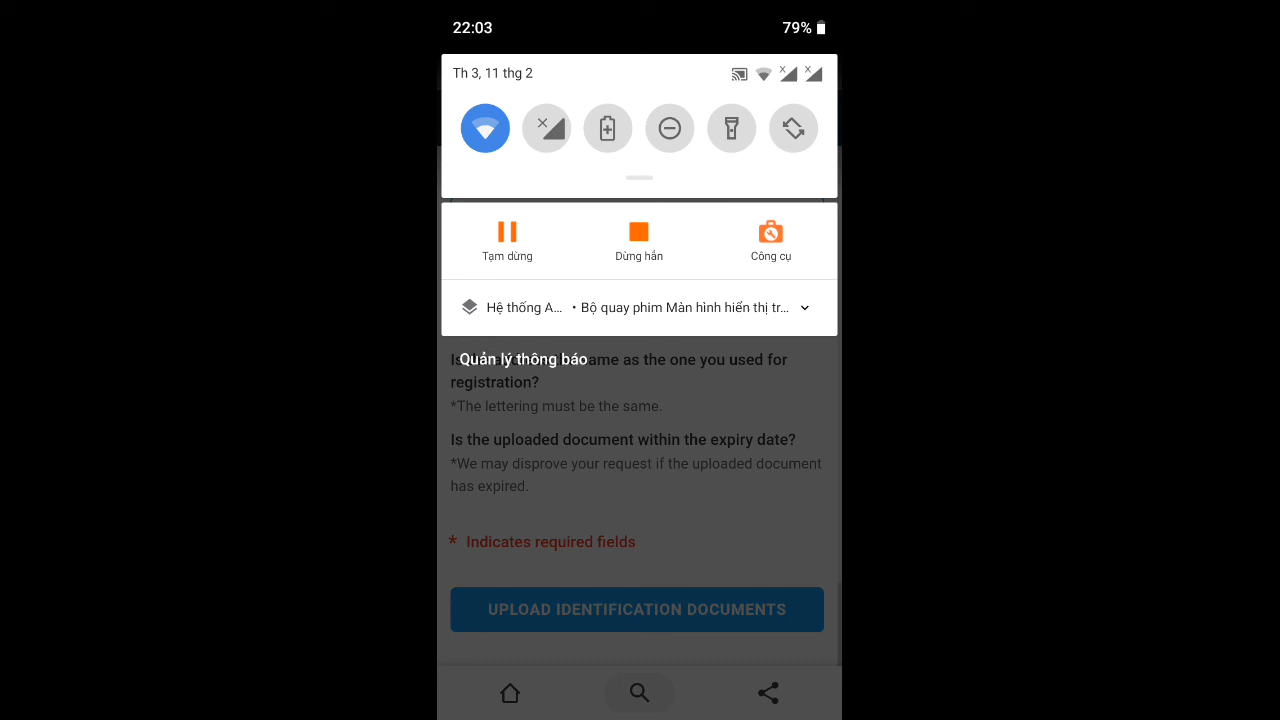 22:03
79%
Th 3, 11 thg 2
Tạm dừng
Dừng hẳn
Công cụ
Hệ thống A... • Bộ quay phim Màn hình hiển thị tr...
Quản lý thông báo
ame as the one you used for
registration?
*The lettering must be the same.
Is the uploaded document within the expiry date?
*We may disprove your request if the uploaded document
has expired.
* Indicates required fields
UPLOAD IDENTIFICATION DOCUMENTS